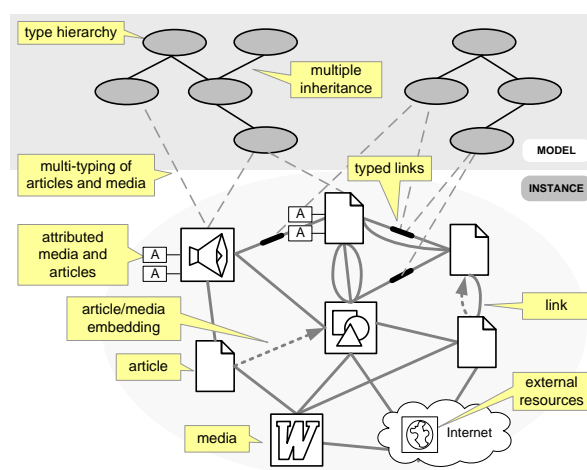 type hierarchy
multiple
inheritance
MODEL
multi-typing of
articles and media
typed links
INSTANCE
A
A
attributed
media and
articles
A
A
article/media
embedding
link
article
external
resources
media
W
Internet